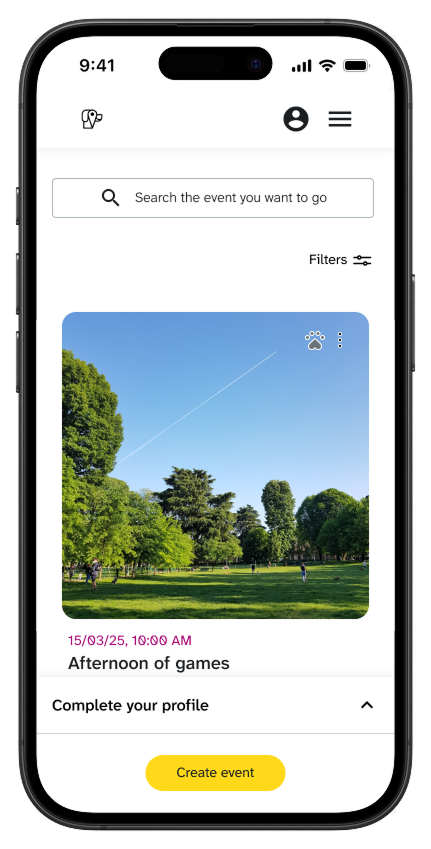 9:41
Search the event you want to go
Filters
15/03/25, 10:00 AM
Afternoon of games
Complete your profile
Create event